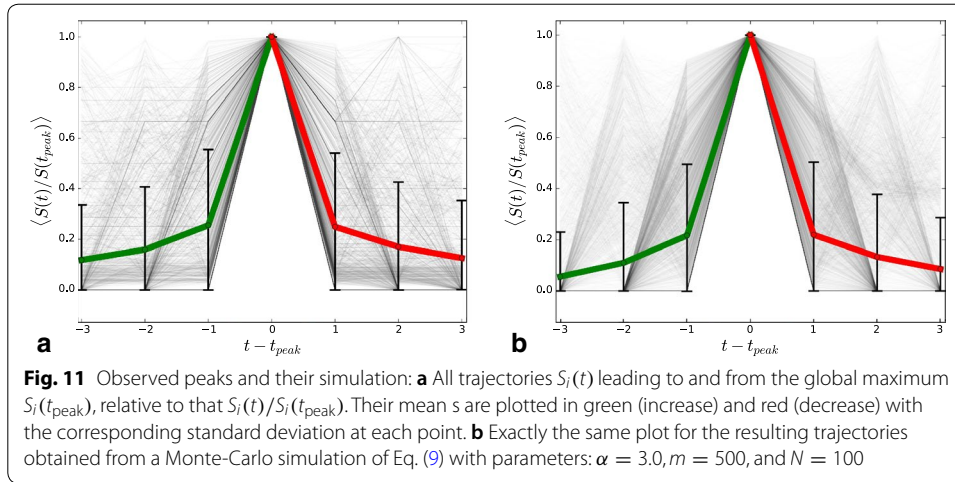 1.0
0.8
0.6
0.4
0.2
0.0
⟨S(t)/S(t_peak)⟩
−3 −2 −1 0 1 2 3
t − t_peak
a
1.0
0.8
0.6
0.4
0.2
0.0
⟨S(t)/S(t_peak)⟩
−3 −2 −1 0 1 2 3
t − t_peak
b
Fig. 11 Observed peaks and their simulation: a All trajectories S_i(t) leading to and from the global maximum
S_i(t_peak), relative to that S_i(t)/S_i(t_peak). Their mean s are plotted in green (increase) and red (decrease) with
the corresponding standard deviation at each point. b Exactly the same plot for the resulting trajectories
obtained from a Monte-Carlo simulation of Eq. (9) with parameters: α = 3.0, m = 500, and N = 100